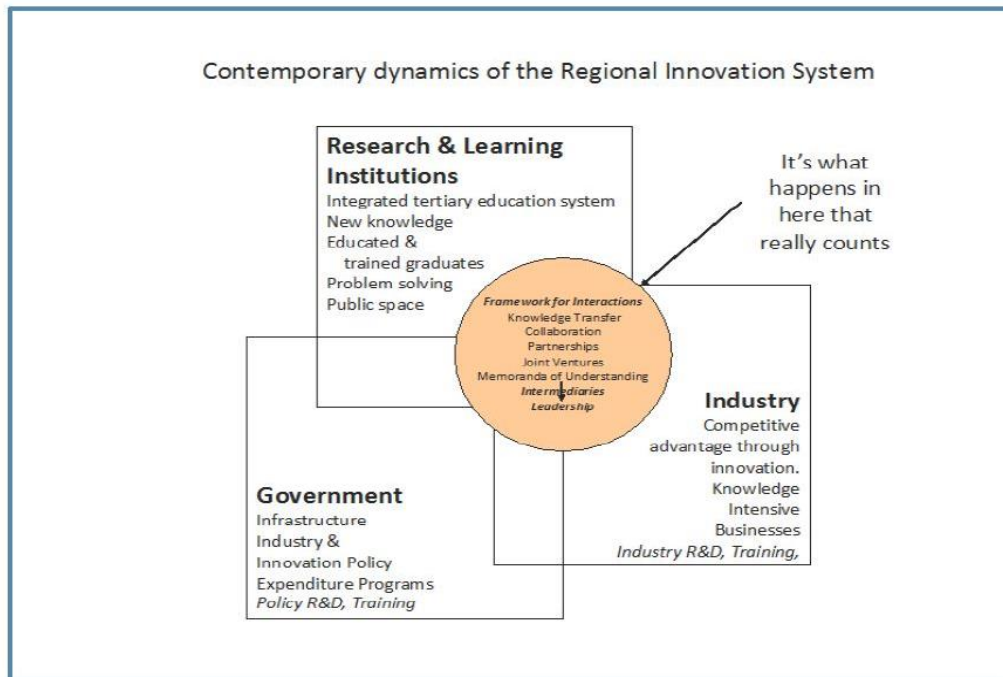 Contemporary dynamics of the Regional Innovation System
Research & Learning
Institutions
Integrated tertiary education system
New knowledge
Educated &
trained graduates
Problem solving
Public space
It's what
happens in
here that
really counts
Framework for Interactions
Knowledge Transfer
Collaboration
Partnerships
Joint Ventures
Memoranda of Understanding
Intermediaries
Leadership
Industry
Competitive
advantage through
innovation.
Knowledge
Intensive
Businesses
Industry R&D, Training,
Government
Infrastructure
Industry &
Innovation Policy
Expenditure Programs
Policy R&D, Training